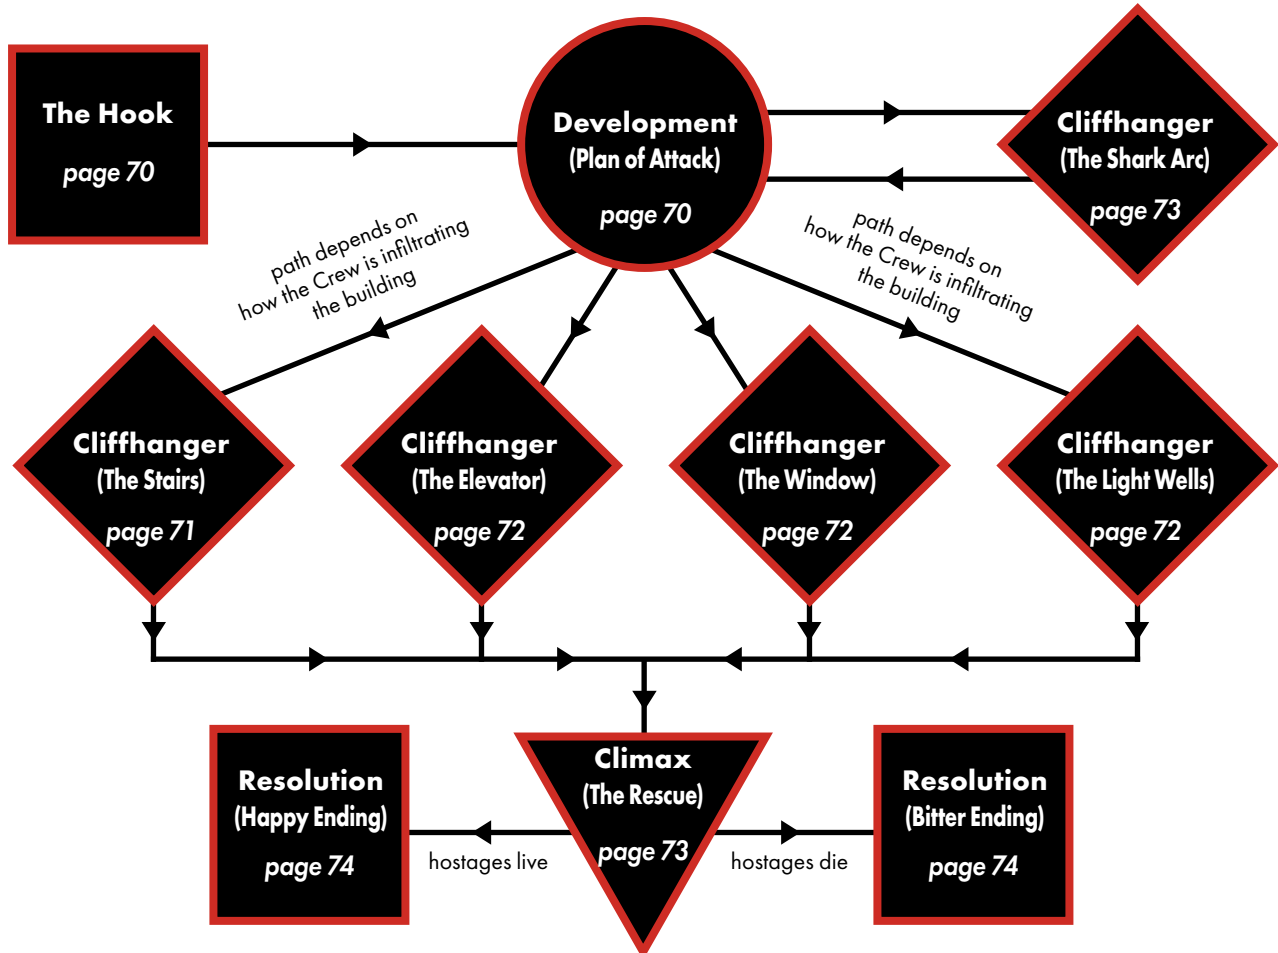 The Hook
page 70
Development
(Plan of Attack)
page 70
Cliffhanger
(The Shark Arc)
page 73
path depends on
how the Crew is infiltrating
the building
path depends on
how the Crew is infiltrating
the building
Cliffhanger
(The Stairs)
page 71
Cliffhanger
(The Elevator)
page 72
Cliffhanger
(The Window)
page 72
Cliffhanger
(The Light Wells)
page 72
Resolution
(Happy Ending)
page 74
hostages live
Climax
(The Rescue)
page 73
hostages die
Resolution
(Bitter Ending)
page 74